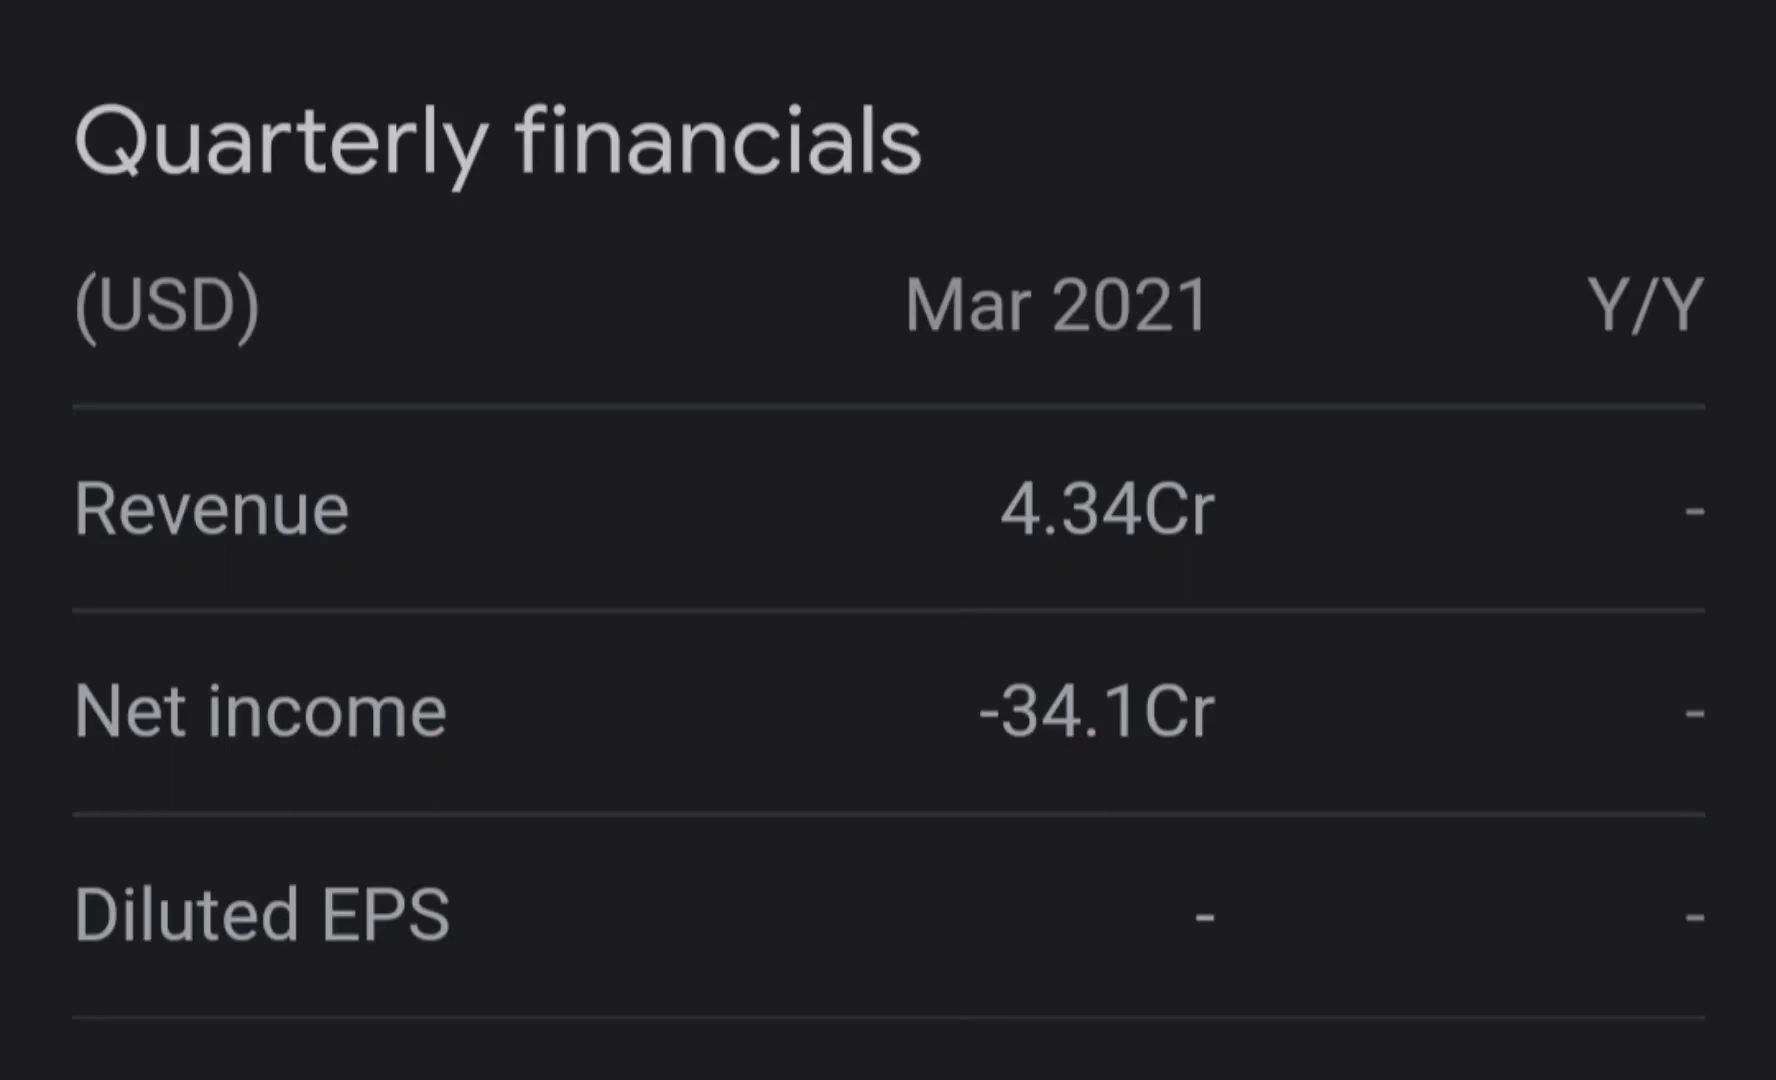 Quarterly financials
(USD) Mar 2021 Y/Y
Revenue 4.34Cr -
Net income -34.1Cr -
Diluted EPS - -